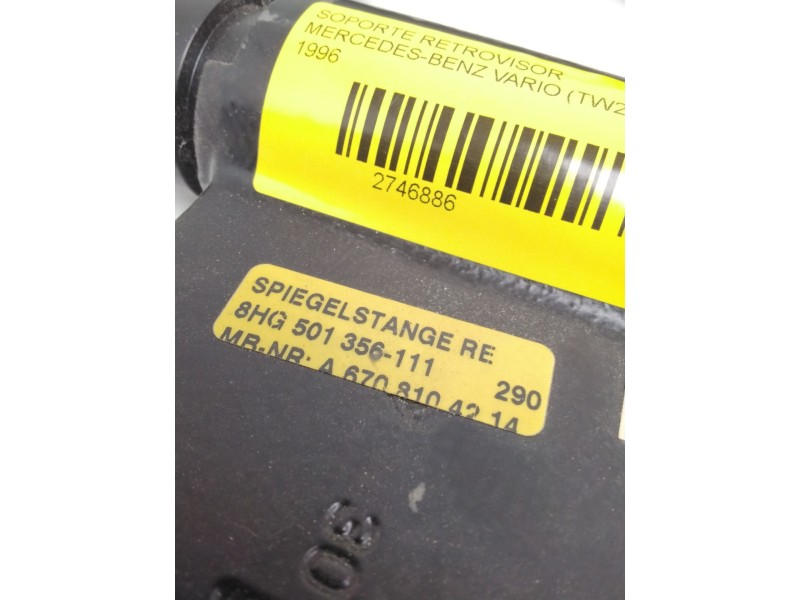 SOPORTE RETROVISOR
MERCEDES-BENZ VARIO (TW2
1996
2746886
SPIEGELSTANGE RE
8HG 501 356-111
290
MB-NR: A 670 810 42 14
30